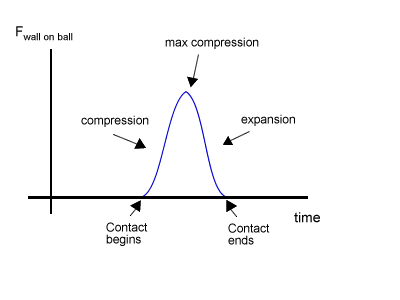 F wall on ball
max compression
compression
expansion
Contact
begins
Contact
ends
time